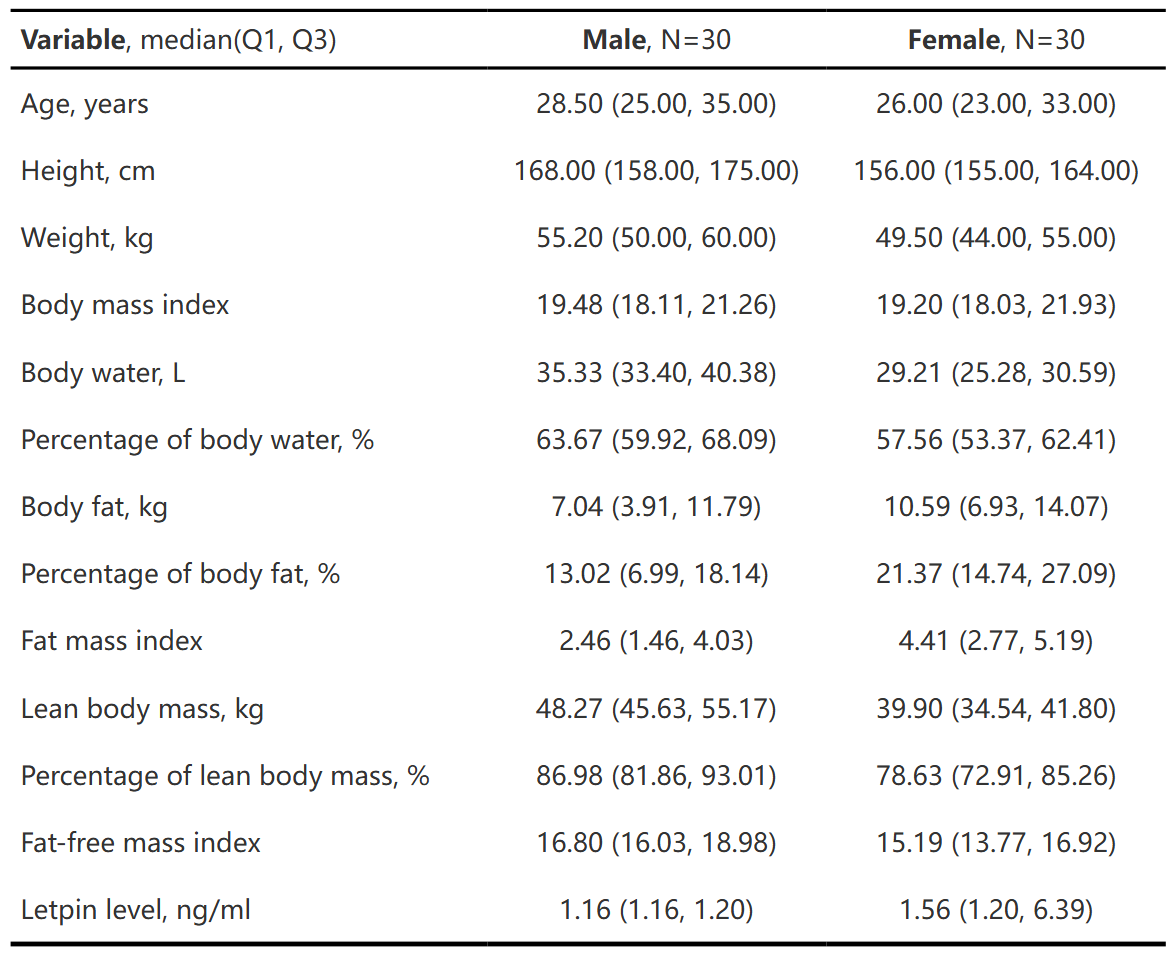 Variable, median(Q1, Q3) Male, N=30 Female, N=30
Age, years 28.50 (25.00, 35.00) 26.00 (23.00, 33.00)
Height, cm 168.00 (158.00, 175.00) 156.00 (155.00, 164.00)
Weight, kg 55.20 (50.00, 60.00) 49.50 (44.00, 55.00)
Body mass index 19.48 (18.11, 21.26) 19.20 (18.03, 21.93)
Body water, L 35.33 (33.40, 40.38) 29.21 (25.28, 30.59)
Percentage of body water, % 63.67 (59.92, 68.09) 57.56 (53.37, 62.41)
Body fat, kg 7.04 (3.91, 11.79) 10.59 (6.93, 14.07)
Percentage of body fat, % 13.02 (6.99, 18.14) 21.37 (14.74, 27.09)
Fat mass index 2.46 (1.46, 4.03) 4.41 (2.77, 5.19)
Lean body mass, kg 48.27 (45.63, 55.17) 39.90 (34.54, 41.80)
Percentage of lean body mass, % 86.98 (81.86, 93.01) 78.63 (72.91, 85.26)
Fat-free mass index 16.80 (16.03, 18.98) 15.19 (13.77, 16.92)
Letpin level, ng/ml 1.16 (1.16, 1.20) 1.56 (1.20, 6.39)